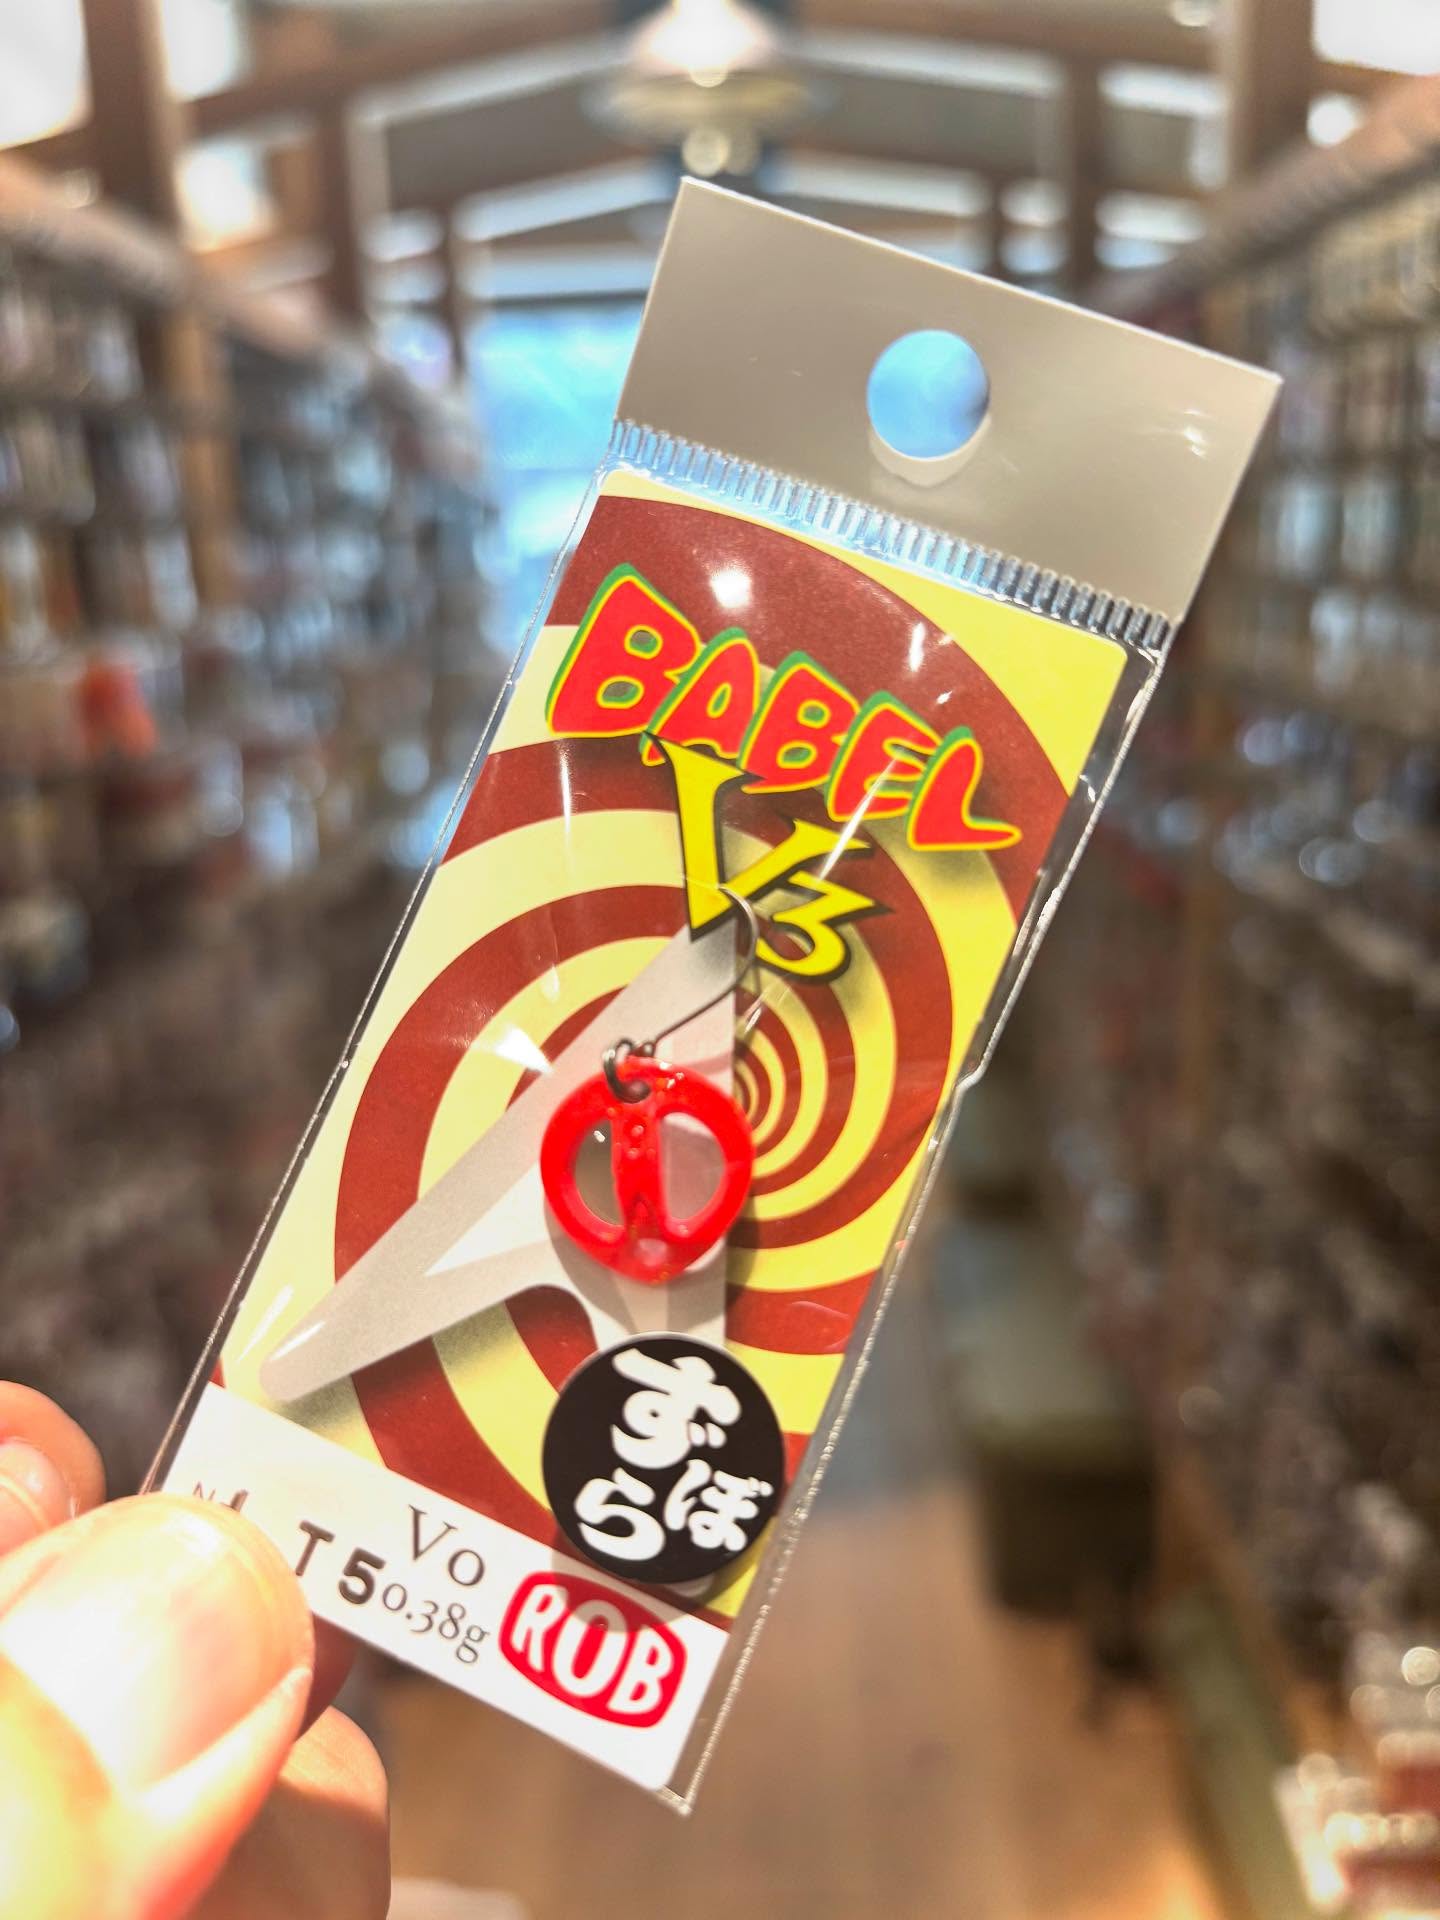 BABEL
V3
ずぼ
ら
Vo
T5 0.38g
ROB